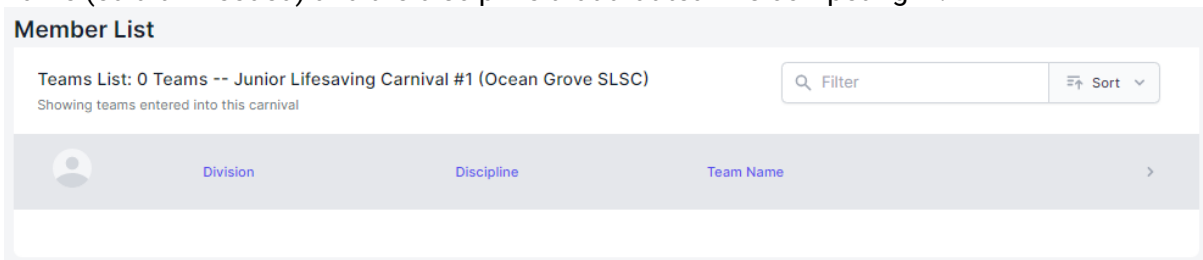 Member List
Teams List: 0 Teams -- Junior Lifesaving Carnival #1 (Ocean Grove SLSC)
Filter
Sort
Showing teams entered into this carnival
Division
Discipline
Team Name